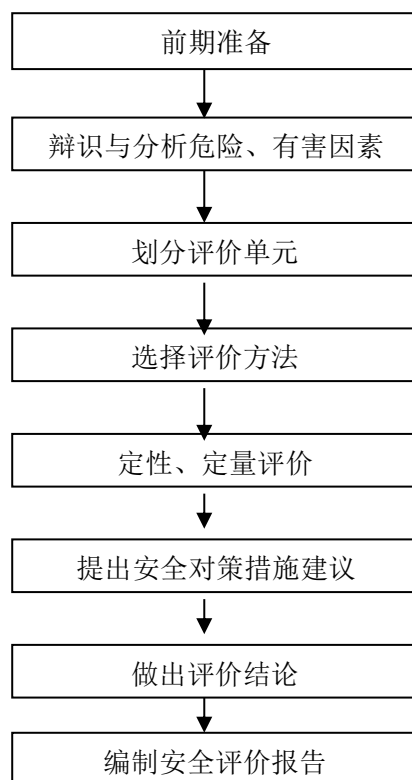 前期准备
辩识与分析危险、有害因素
划分评价单元
选择评价方法
定性、定量评价
提出安全对策措施建议
做出评价结论
编制安全评价报告